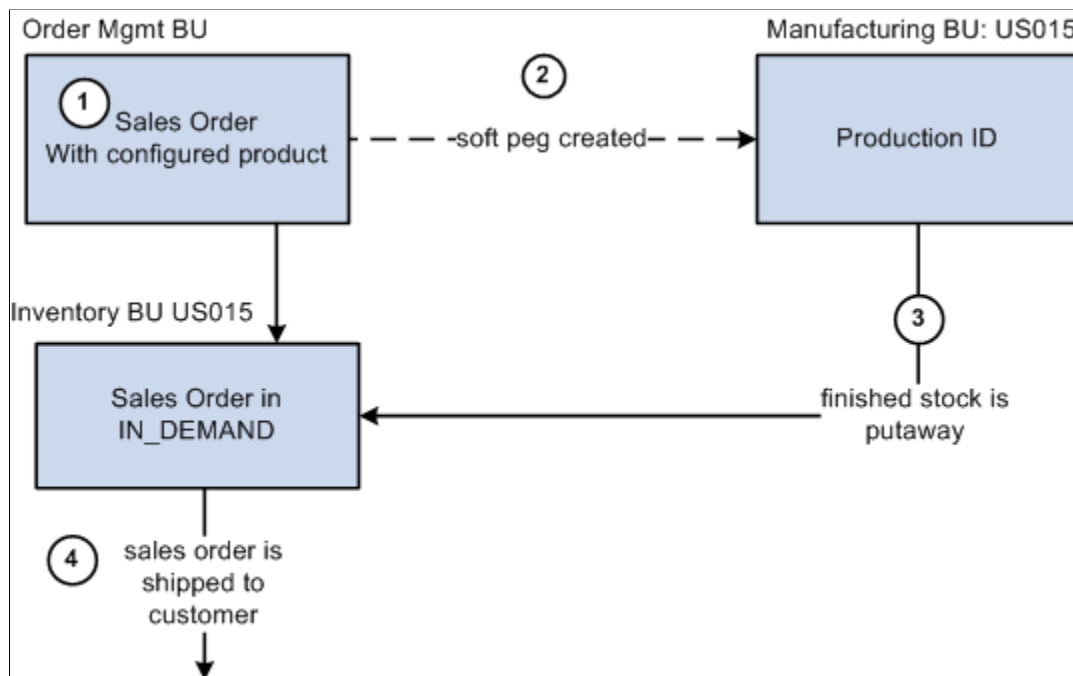 Order Mgmt BU
Manufacturing BU: US015
1
Sales Order
With configured product
2
soft peg created
Production ID
Inventory BU US015
Sales Order in
IN_DEMAND
3
finished stock is
putaway
4
sales order is
shipped to
customer